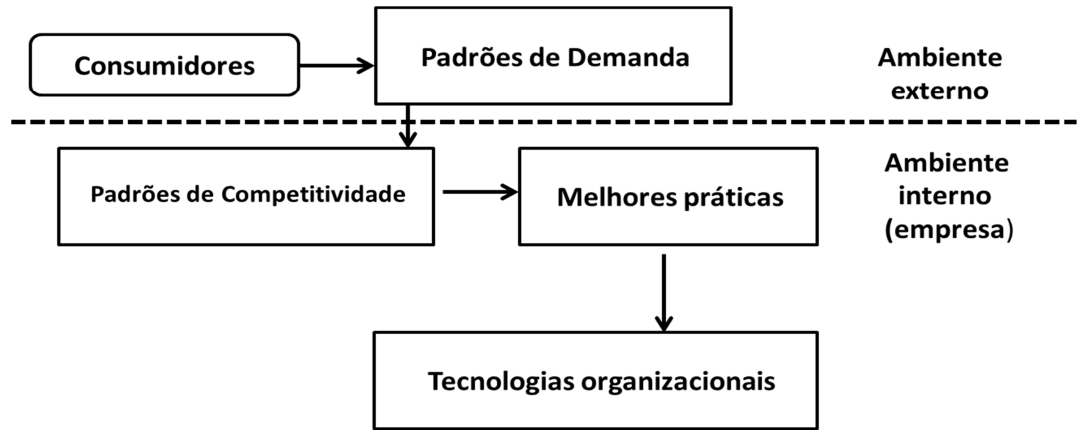 Consumidores
Padrões de Demanda
Ambiente
externo
Padrões de Competitividade
Melhores práticas
Ambiente
interno
(empresa)
Tecnologias organizacionais